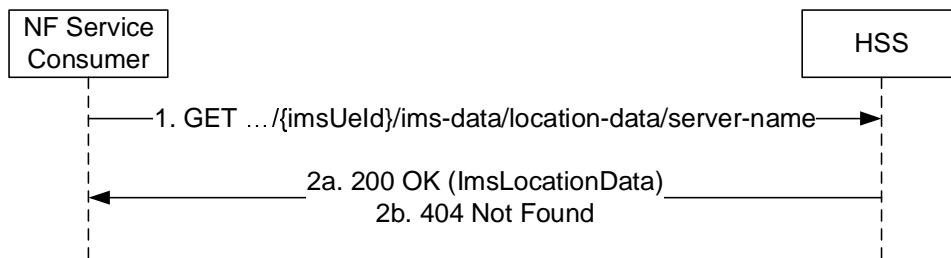 NF Service
Consumer
HSS
1. GET …/{imsUeId}/ims-data/location-data/server-name
2a. 200 OK (ImsLocationData)
2b. 404 Not Found